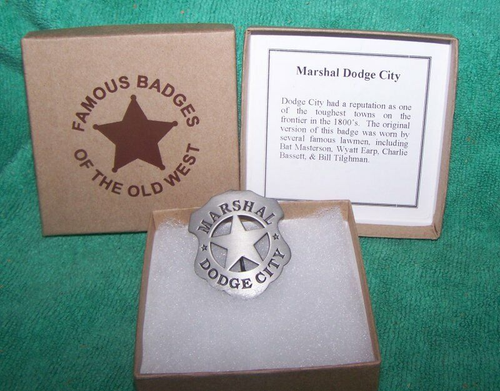 FAMOUS BADGES
OF THE OLD WEST
Marshal Dodge City
Dodge City had a reputation as one
of the toughest towns on the
frontier in the 1800's. The original
version of this badge was worn by
several famous lawmen, including
Bat Masterson, Wyatt Earp, Charlie
Bassett, & Bill Tilghman.
MARSHAL
DODGE CITY